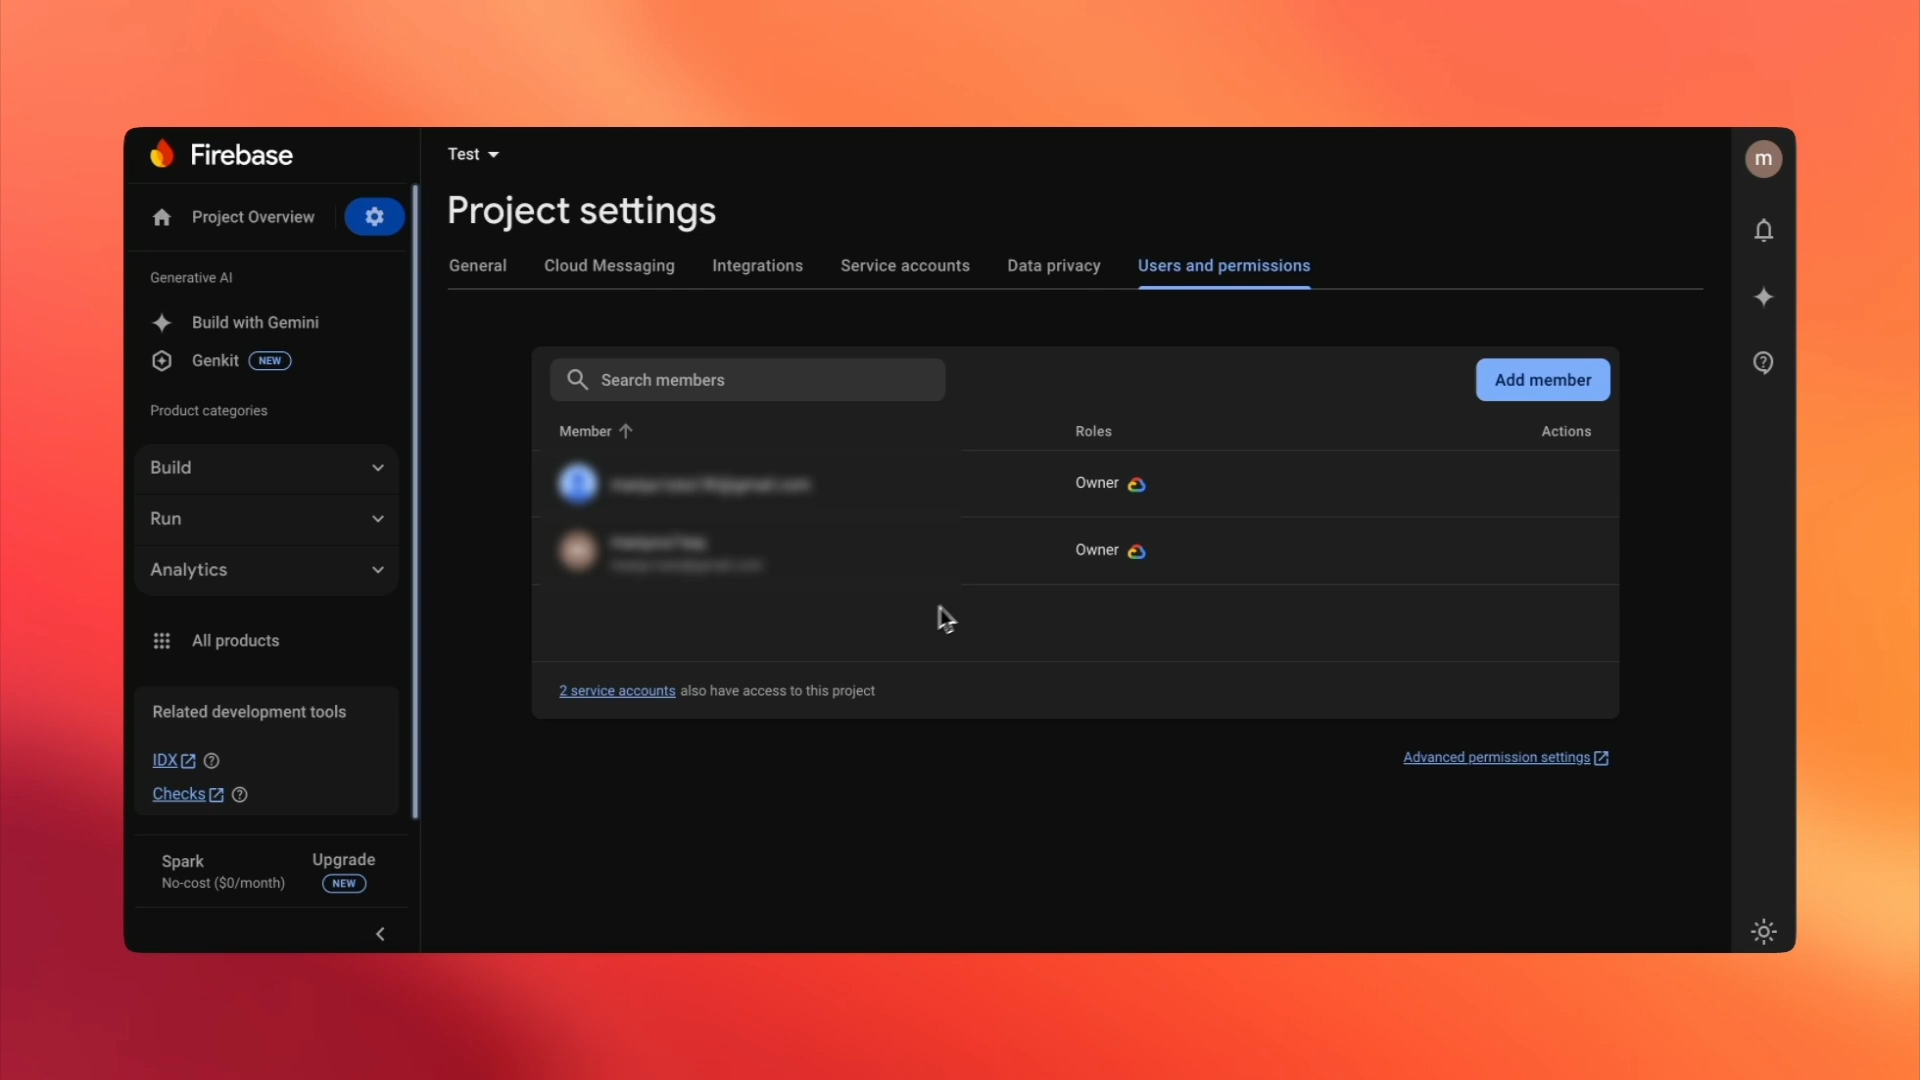 Firebase
Project Overview
Generative AI
Build with Gemini
Genkit NEW
Product categories
Build
Run
Analytics
All products
Related development tools
IDX
Checks
Spark
No-cost ($0/month)
Upgrade
NEW
Test
Project settings
General Cloud Messaging Integrations Service accounts Data privacy Users and permissions
Search members
Add member
Member Roles Actions
Owner
Owner
2 service accounts also have access to this project
Advanced permission settings
m